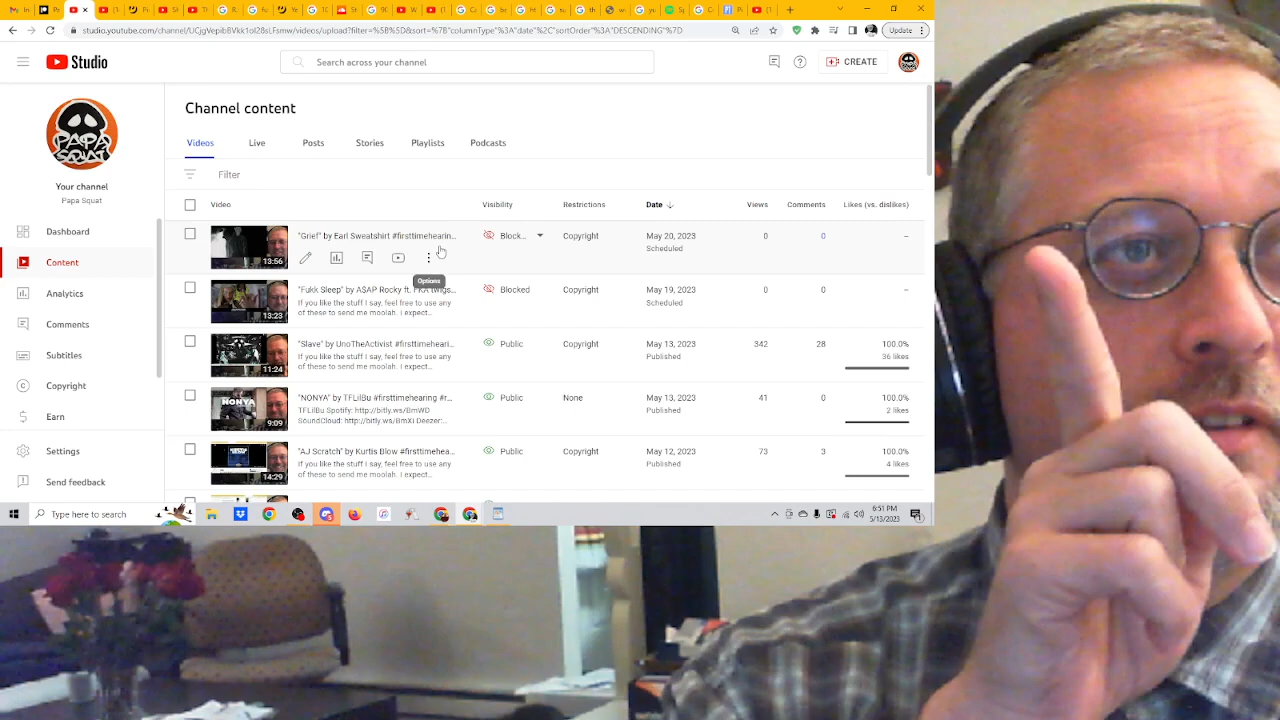 studio.youtube.com/channel/UCjgVepibBVkk1ol28sLFsmw/videos/upload?filter=%5B%5D&sort=%7B"columnType"%3A"date"%2C"sortOrder"%3A"DESCENDING"%7D
Update
Studio
Search across your channel
CREATE
Channel content
PAPA SQUAT
Videos Live Posts Stories Playlists Podcasts
Your channel
Papa Squat
Filter
Video Visibility Restrictions Date Views Comments Likes (vs. dislikes)
Dashboard
Content
Analytics
Comments
Subtitles
Copyright
Earn
Settings
Send feedback
"Grief" by Earl Sweatshirt #firsttimehearin... Block... Copyright May 20, 2023 0 0 –
Scheduled
13:56
Options
"Fukk Sleep" by A$AP Rocky ft. FKA twigs... Blocked Copyright May 19, 2023 0 0 –
If you like the stuff I say, feel free to use any Scheduled
of these to send me moolah. I expect...
13:23
"Slave" by UnoTheActivist #firsttimeheari... Public Copyright May 13, 2023 342 28 100.0%
If you like the stuff I say, feel free to use any Published 36 likes
of these to send me moolah. I expect...
11:24
"NONYA" by TFLilBu #firsttimehearing #r... Public None May 13, 2023 41 0 100.0%
TFLilBu Spotify: http://bitly.ws/BmWD Published 2 likes
SoundCloud: http://bitly.ws/BmXi Deezer:...
NONYA
9:09
"AJ Scratch" by Kurtis Blow #firsttimehea... Public Copyright May 12, 2023 73 3 100.0%
If you like the stuff I say, feel free to use any Published 4 likes
of these to send me moolah. I expect...
14:29
Type here to search
6:51 PM
5/13/2023